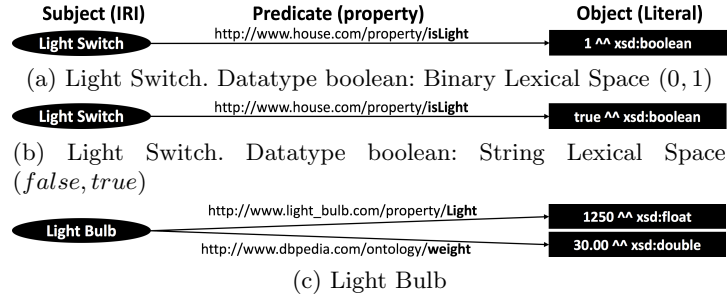 Subject (IRI) Predicate (property) Object (Literal)
Light Switch http://www.house.com/property/isLight 1 ^^ xsd:boolean
(a) Light Switch. Datatype boolean: Binary Lexical Space (0, 1)
Light Switch http://www.house.com/property/isLight true ^^ xsd:boolean
(b) Light Switch. Datatype boolean: String Lexical Space
(false, true)
http://www.light_bulb.com/property/Light 1250 ^^ xsd:float
Light Bulb
http://www.dbpedia.com/ontology/weight 30.00 ^^ xsd:double
(c) Light Bulb